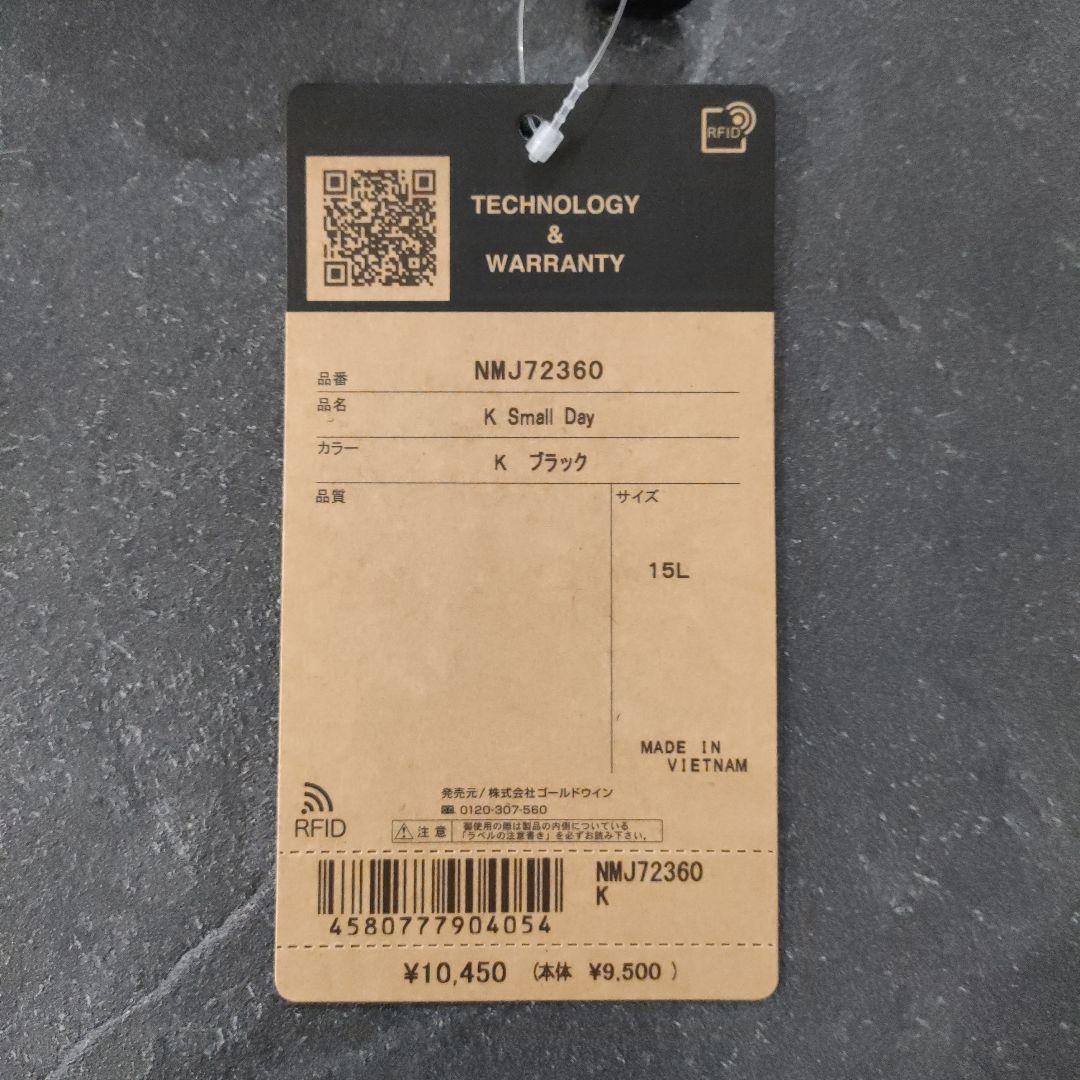 RFID
TECHNOLOGY
&
WARRANTY
品番 NMJ72360
品名 K Small Day
カラー K ブラック
品質
サイズ
15L
MADE IN
VIETNAM
発売元/株式会社ゴールドウイン
0120-307-560
RFID
注意 御使用の際は製品の内側についている
「ラベルの注意書き」を必ずお読み下さい。
NMJ72360
K
4580777904054
¥10,450 (本体 ¥9,500 )